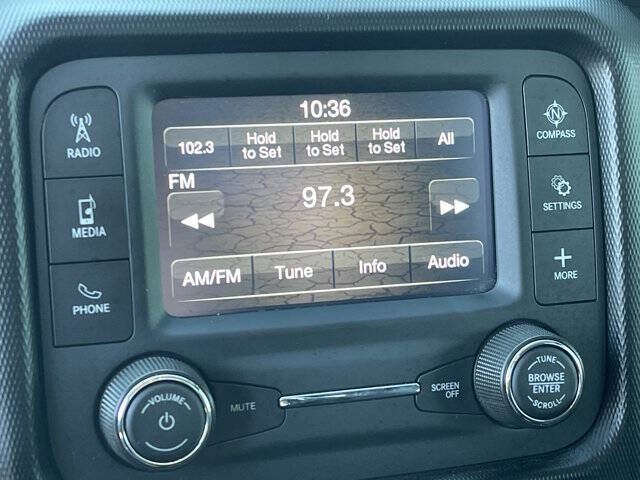 10:36
102.3 Hold to Set Hold to Set Hold to Set All
FM
97.3
AM/FM Tune Info Audio
RADIO
MEDIA
PHONE
N
COMPASS
SETTINGS
MORE
VOLUME
MUTE
SCREEN OFF
TUNE
BROWSE
ENTER
SCROLL